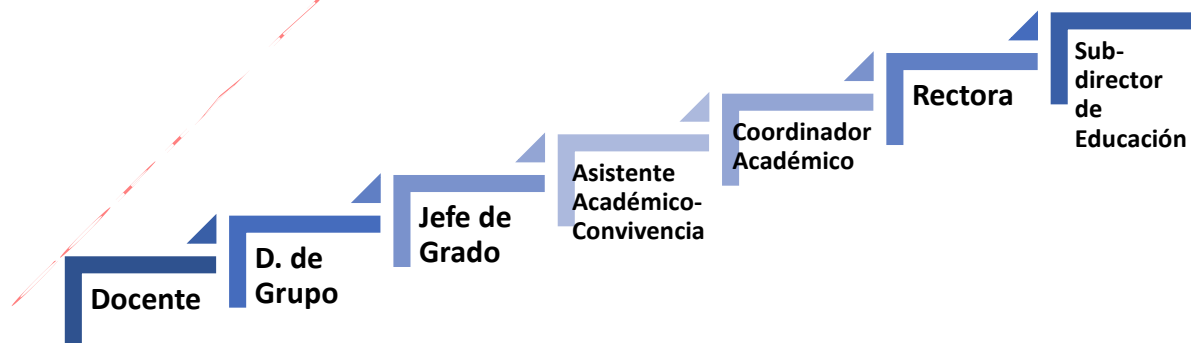 Docente
D. de
Grupo
Jefe de
Grado
Asistente
Académico-
Convivencia
Coordinador
Académico
Rectora
Sub-
director
de
Educación